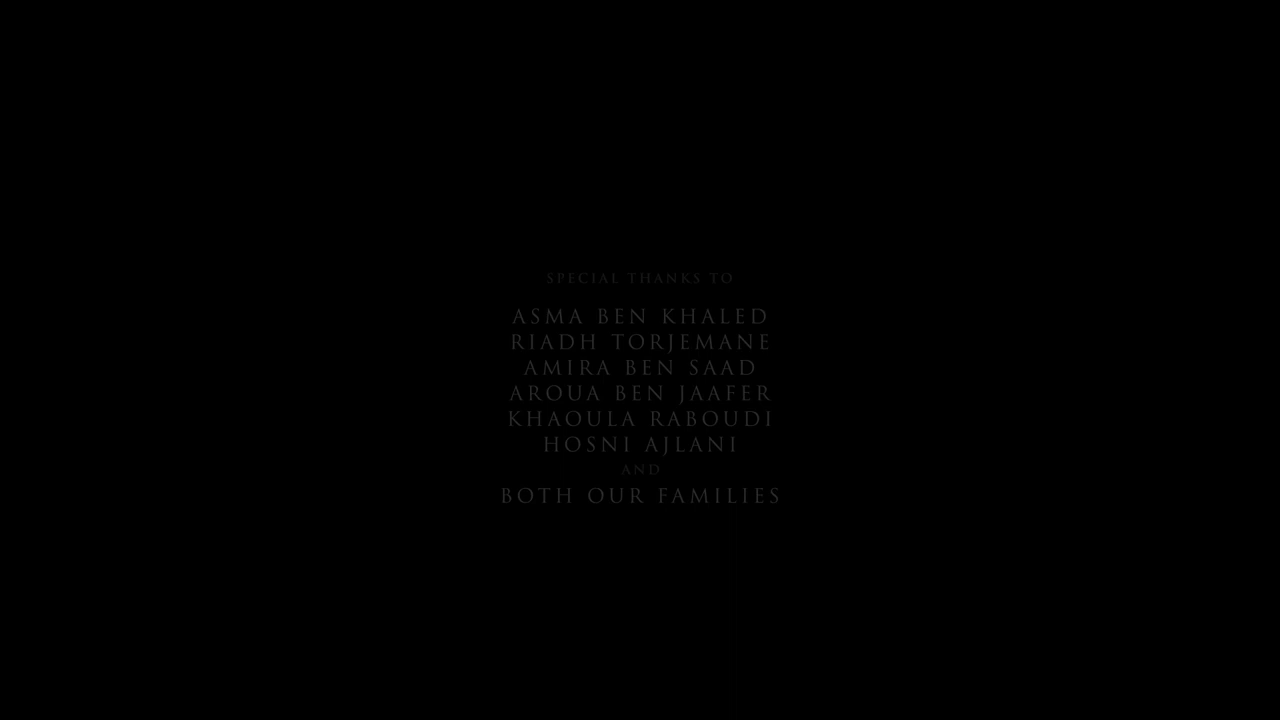 SPECIAL THANKS TO
ASMA BEN KHALED
RIADH TORJEMANE
AMIRA BEN SAAD
AROUA BEN JAAFER
KHAOULA RABOUDI
HOSNI AJLANI
AND
BOTH OUR FAMILIES